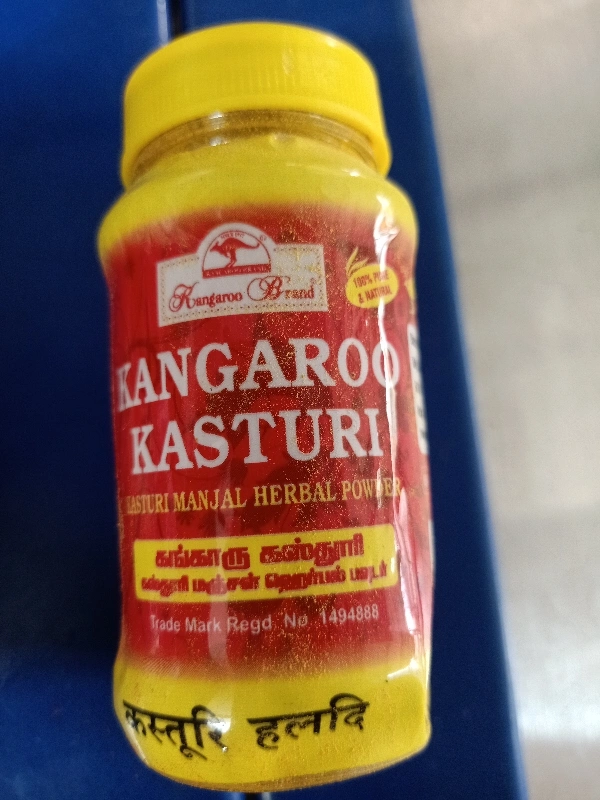 Kangaroo Brand
100% PURE
& NATURAL
KANGAROO
KASTURI
KASTURI MANJAL HERBAL POWDER
கங்காரு கஸ்தூரி
கஸ்தூரி மஞ்சள் ஹெர்பல் பவுடர்
Trade Mark Regd. No. 1494888
कस्तूरि हलदि